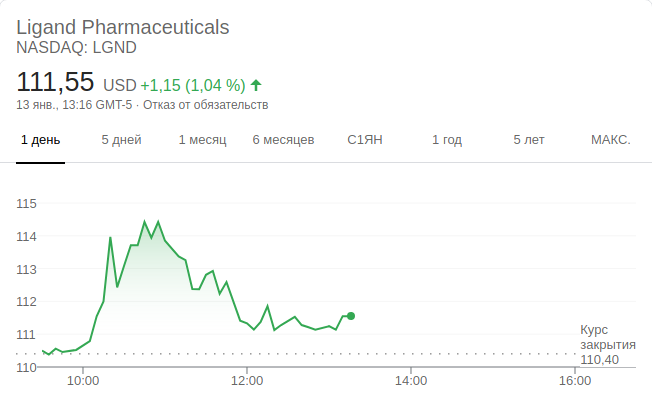 Ligand Pharmaceuticals
NASDAQ: LGND
111,55 USD +1,15 (1,04 %)
13 янв., 13:16 GMT-5 · Отказ от обязательств
1 день 5 дней 1 месяц 6 месяцев С1ЯН 1 год 5 лет МАКС.
115
114
113
112
111
110
Курс
закрытия
110,40
10:00 12:00 14:00 16:00